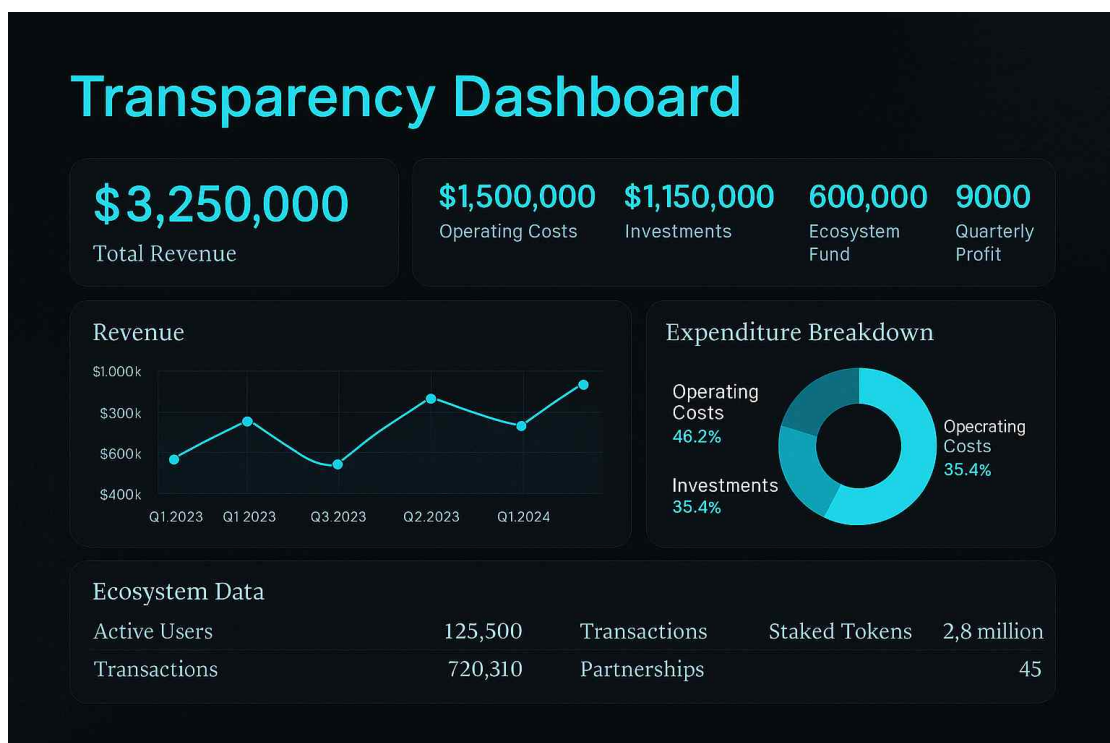 Transparency Dashboard
$3,250,000
Total Revenue
$1,500,000
Operating Costs
$1,150,000
Investments
600,000
Ecosystem
Fund
9000
Quarterly
Profit
Revenue
$1.000k
$300k
$600k
$400k
Q1.2023 Q1 2023 Q3.2023 Q2.2023 Q1.2024
Expenditure Breakdown
Operating
Costs
46.2%
Investments
35.4%
Opecrating
Costs
35.4%
Ecosystem Data
Active Users 125,500 Transactions Staked Tokens 2,8 million
Transactions 720,310 Partnerships 45